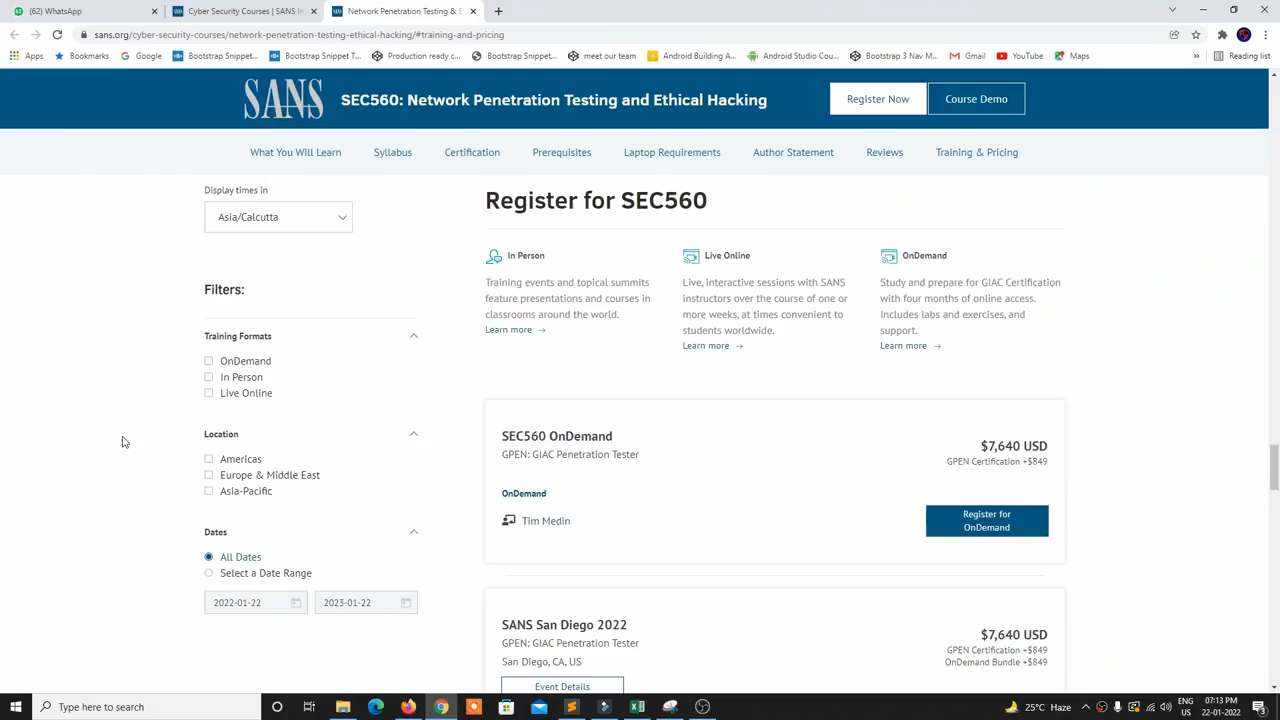 (62) WhatsApp
Cyber Security Courses | SANS In
Network Penetration Testing & E
sans.org/cyber-security-courses/network-penetration-testing-ethical-hacking/#training-and-pricing
Apps
Bookmarks
Google
Bootstrap Snippet...
Bootstrap Snippet T...
Production ready c...
Bootstrap Snippet...
meet our team
Android Building A...
Android Studio Cou...
Bootstrap 3 Nav M...
Gmail
YouTube
Maps
»
Reading list
SANS
SEC560: Network Penetration Testing and Ethical Hacking
Register Now
Course Demo
What You Will Learn
Syllabus
Certification
Prerequisites
Laptop Requirements
Author Statement
Reviews
Training & Pricing
Display times in
Asia/Calcutta
Filters:
Training Formats
OnDemand
In Person
Live Online
Location
Americas
Europe & Middle East
Asia-Pacific
Dates
All Dates
Select a Date Range
2022-01-22
2023-01-22
Register for SEC560
In Person
Training events and topical summits
feature presentations and courses in
classrooms around the world.
Learn more →
Live Online
Live, interactive sessions with SANS
instructors over the course of one or
more weeks, at times convenient to
students worldwide.
Learn more →
OnDemand
Study and prepare for GIAC Certification
with four months of online access.
Includes labs and exercises, and
support.
Learn more →
SEC560 OnDemand
GPEN: GIAC Penetration Tester
$7,640 USD
GPEN Certification +$849
OnDemand
Tim Medin
Register for
OnDemand
SANS San Diego 2022
GPEN: GIAC Penetration Tester
San Diego, CA, US
$7,640 USD
GPEN Certification +$849
OnDemand Bundle +$849
Event Details
Type here to search
25°C Haze
ENG
US
07:13 PM
22-01-2022